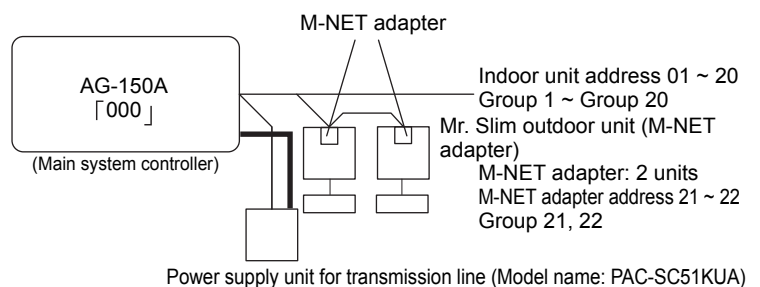 M-NET adapter
AG-150A
「000」
(Main system controller)
Indoor unit address 01 ~ 20
Group 1 ~ Group 20
Mr. Slim outdoor unit (M-NET
adapter)
M-NET adapter: 2 units
M-NET adapter address 21 ~ 22
Group 21, 22
Power supply unit for transmission line (Model name: PAC-SC51KUA)